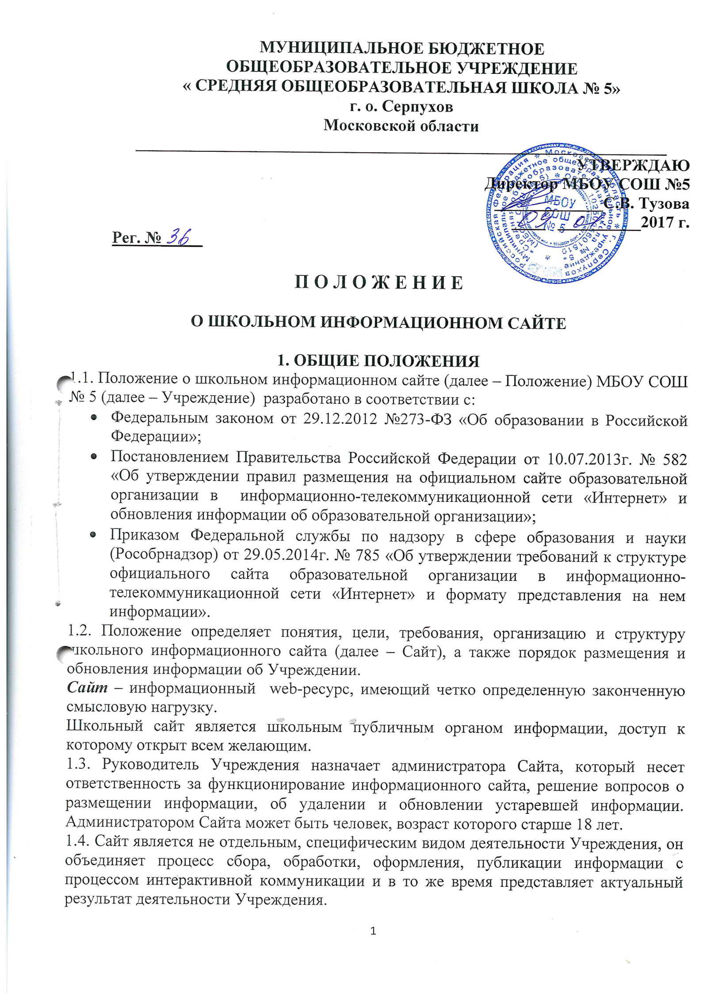 МУНИЦИПАЛЬНОЕ БЮДЖЕТНОЕ
ОБЩЕОБРАЗОВАТЕЛЬНОЕ УЧРЕЖДЕНИЕ
« СРЕДНЯЯ ОБЩЕОБРАЗОВАТЕЛЬНАЯ ШКОЛА № 5»
г. о. Серпухов
Московской области
УТВЕРЖДАЮ
Директор МБОУ СОШ №5
С.В. Тузова
09 2017 г.
МБОУ
СОШ
№ 5
Рег. № 36
П О Л О Ж Е Н И Е
О ШКОЛЬНОМ ИНФОРМАЦИОННОМ САЙТЕ
1. ОБЩИЕ ПОЛОЖЕНИЯ
1.1. Положение о школьном информационном сайте (далее – Положение) МБОУ СОШ
№ 5 (далее – Учреждение) разработано в соответствии с:
• Федеральным законом от 29.12.2012 №273-ФЗ «Об образовании в Российской
Федерации»;
• Постановлением Правительства Российской Федерации от 10.07.2013г. № 582
«Об утверждении правил размещения на официальном сайте образовательной
организации в информационно-телекоммуникационной сети «Интернет» и
обновления информации об образовательной организации»;
• Приказом Федеральной службы по надзору в сфере образования и науки
(Рособрнадзор) от 29.05.2014г. № 785 «Об утверждении требований к структуре
официального сайта образовательной организации в информационно-
телекоммуникационной сети «Интернет» и формату представления на нем
информации».
1.2. Положение определяет понятия, цели, требования, организацию и структуру
школьного информационного сайта (далее – Сайт), а также порядок размещения и
обновления информации об Учреждении.
Сайт – информационный web-ресурс, имеющий четко определенную законченную
смысловую нагрузку.
Школьный сайт является школьным публичным органом информации, доступ к
которому открыт всем желающим.
1.3. Руководитель Учреждения назначает администратора Сайта, который несет
ответственность за функционирование информационного сайта, решение вопросов о
размещении информации, об удалении и обновлении устаревшей информации.
Администратором Сайта может быть человек, возраст которого старше 18 лет.
1.4. Сайт является не отдельным, специфическим видом деятельности Учреждения, он
объединяет процесс сбора, обработки, оформления, публикации информации с
процессом интерактивной коммуникации и в то же время представляет актуальный
результат деятельности Учреждения.
1